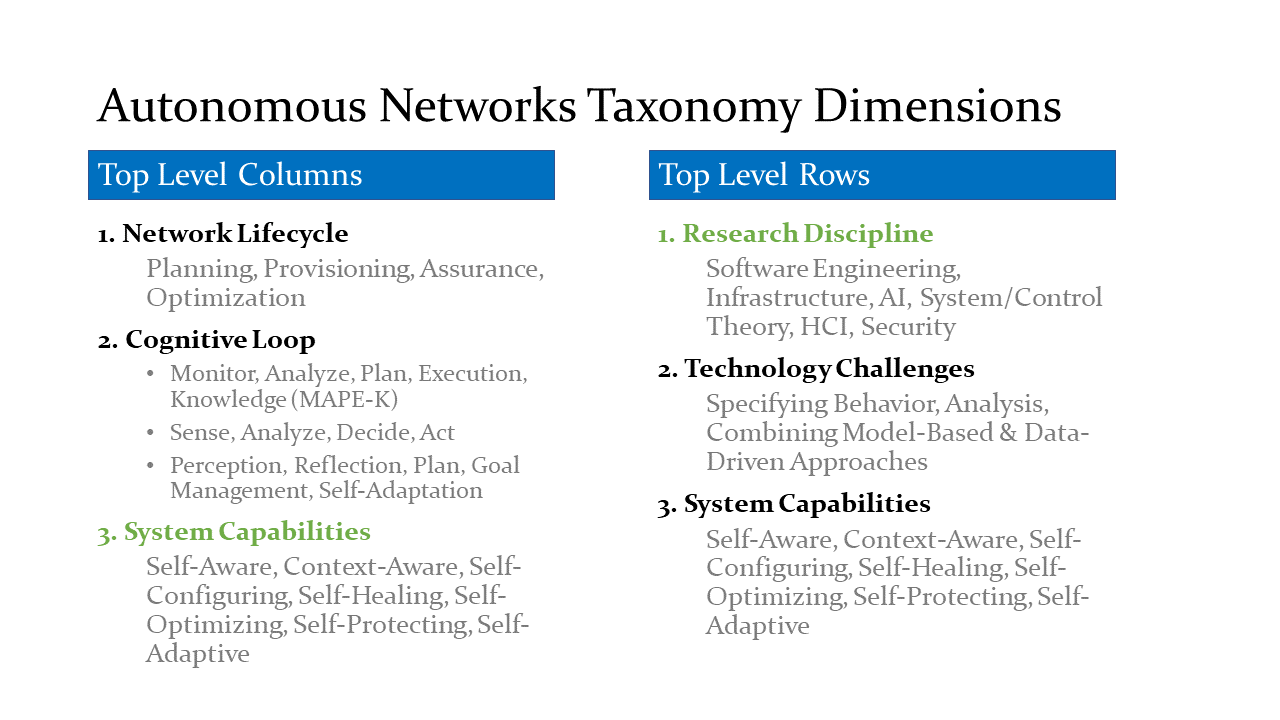 Autonomous Networks Taxonomy Dimensions
Top Level Columns
1. Network Lifecycle
Planning, Provisioning, Assurance,
Optimization
2. Cognitive Loop
• Monitor, Analyze, Plan, Execution,
Knowledge (MAPE-K)
• Sense, Analyze, Decide, Act
• Perception, Reflection, Plan, Goal
Management, Self-Adaptation
3. System Capabilities
Self-Aware, Context-Aware, Self-
Configuring, Self-Healing, Self-
Optimizing, Self-Protecting, Self-
Adaptive
Top Level Rows
1. Research Discipline
Software Engineering,
Infrastructure, AI, System/Control
Theory, HCI, Security
2. Technology Challenges
Specifying Behavior, Analysis,
Combining Model-Based & Data-
Driven Approaches
3. System Capabilities
Self-Aware, Context-Aware, Self-
Configuring, Self-Healing, Self-
Optimizing, Self-Protecting, Self-
Adaptive